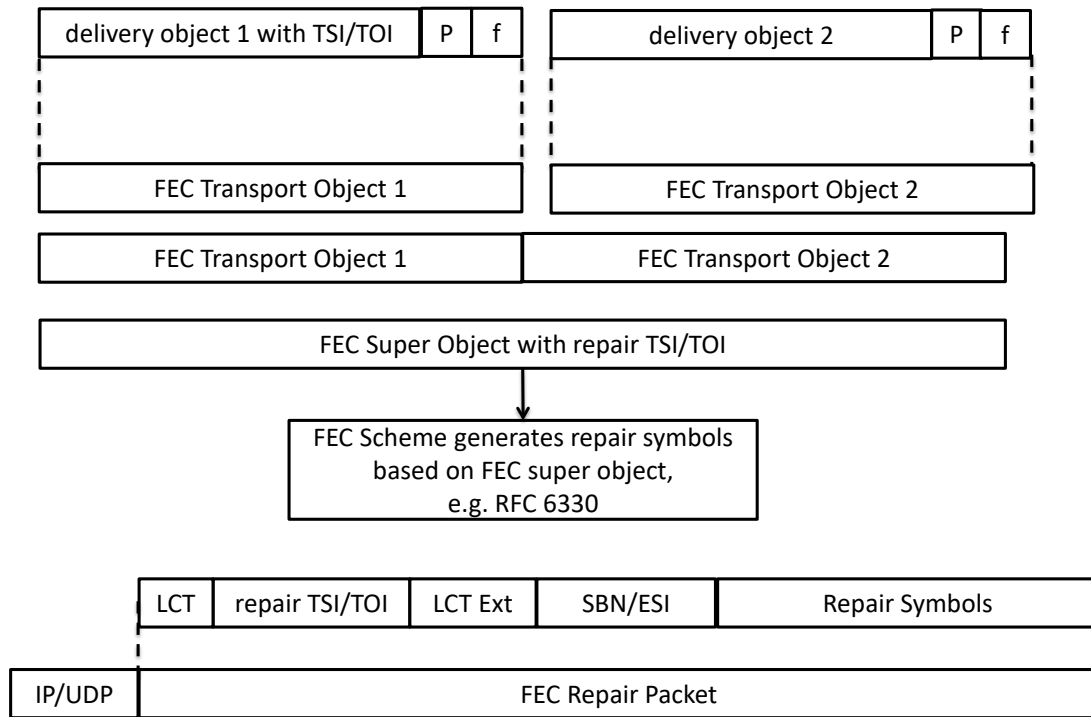 delivery object 1 with TSI/TOI P f delivery object 2 P f
FEC Transport Object 1 FEC Transport Object 2
FEC Transport Object 1 FEC Transport Object 2
FEC Super Object with repair TSI/TOI
FEC Scheme generates repair symbols
based on FEC super object,
e.g. RFC 6330
LCT repair TSI/TOI LCT Ext SBN/ESI Repair Symbols
IP/UDP FEC Repair Packet